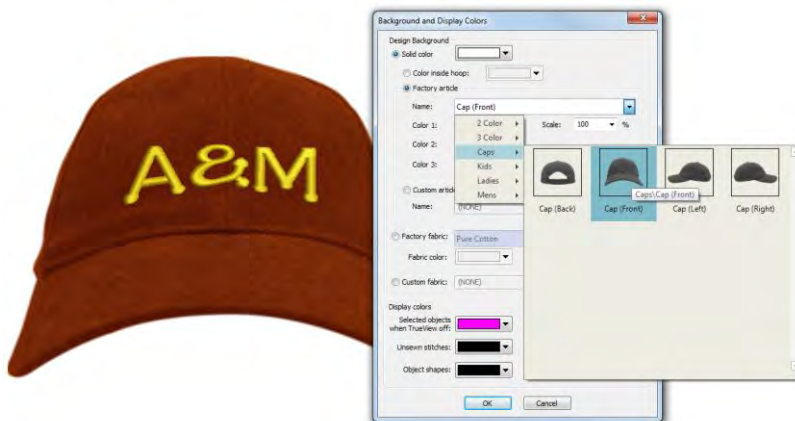 A&M
Background and Display Colors
Design Background
Solid color
Color inside hoop:
Factory article
Name: Cap (Front)
Color 1: Scale: 100 %
Color 2:
Color 3:
2 Color
3 Color
Caps
Kids
Ladies
Mens
Cap (Back) Cap (Front) Cap (Left) Cap (Right)
Caps\Cap (Front)
Custom artic
Name: (NONE)
Factory fabric: Pure Cotton
Fabric color:
Custom fabric: (NONE)
Display colors
Selected objects
when TrueView off:
Unsewn stitches:
Object shapes:
OK Cancel